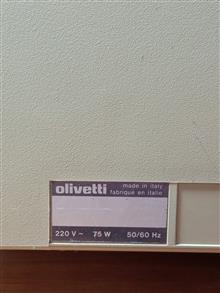 olivetti
made in italy
fabriqué en italie
220 V ~ 75 W 50/60 Hz